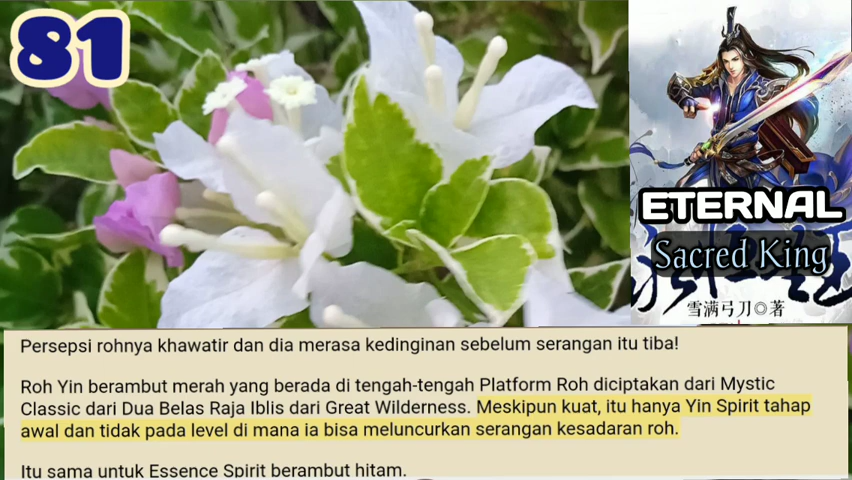 81
ETERNAL
Sacred King
雪满弓刀◎著
Persepsi rohnya khawatir dan dia merasa kedinginan sebelum serangan itu tiba!
Roh Yin berambut merah yang berada di tengah-tengah Platform Roh diciptakan dari Mystic
Classic dari Dua Belas Raja Iblis dari Great Wilderness. Meskipun kuat, itu hanya Yin Spirit tahap
awal dan tidak pada level di mana ia bisa meluncurkan serangan kesadaran roh.
Itu sama untuk Essence Spirit berambut hitam.